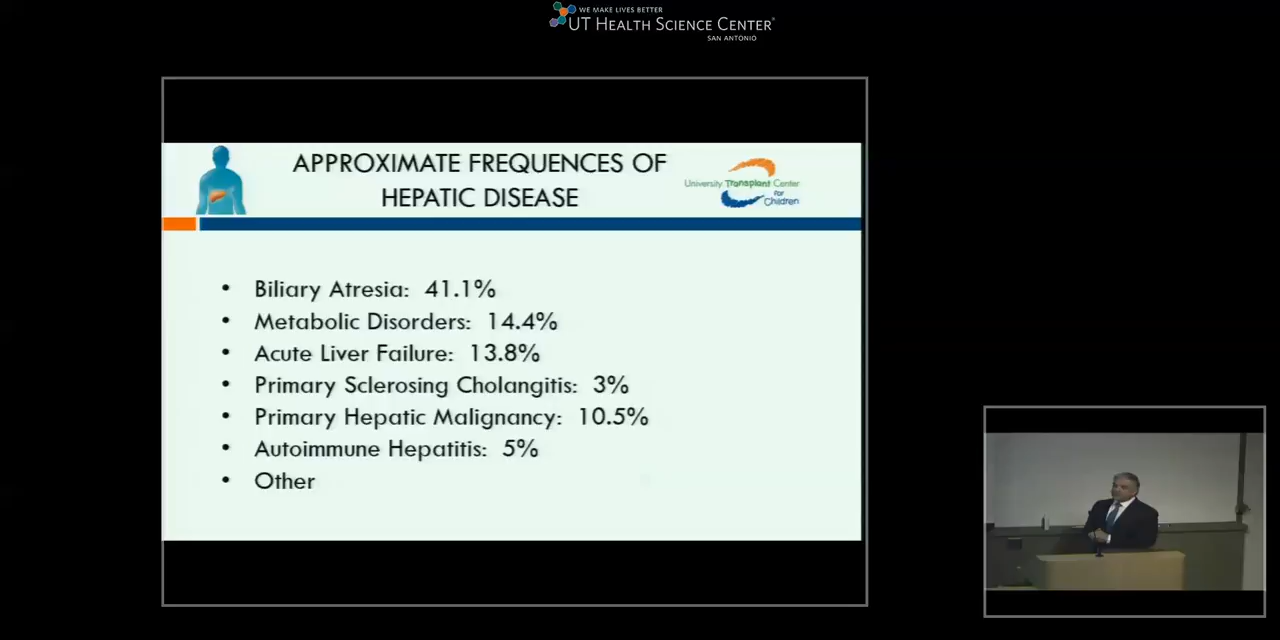 WE MAKE LIVES BETTER
UT HEALTH SCIENCE CENTER®
SAN ANTONIO
APPROXIMATE FREQUENCES OF
HEPATIC DISEASE
University Transplant Center
for
Children
• Biliary Atresia: 41.1%
• Metabolic Disorders: 14.4%
• Acute Liver Failure: 13.8%
• Primary Sclerosing Cholangitis: 3%
• Primary Hepatic Malignancy: 10.5%
• Autoimmune Hepatitis: 5%
• Other